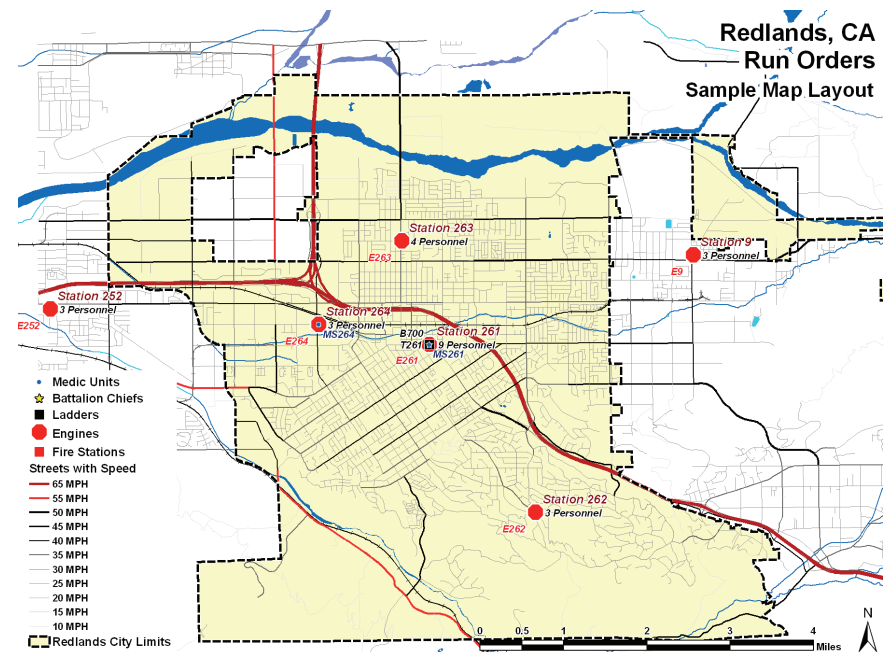 Redlands, CA
Run Orders
Sample Map Layout
Station 263
4 Personnel
E263
Station 9
3 Personnel
E9
Station 252
3 Personnel
E252
Station 264
3 Personnel
MS264
E264
B700
Station 261
T261
9 Personnel
MS261
E261
Medic Units
Battalion Chiefs
Ladders
Engines
Fire Stations
Streets with Speed
65 MPH
55 MPH
50 MPH
45 MPH
40 MPH
35 MPH
30 MPH
25 MPH
20 MPH
15 MPH
10 MPH
Redlands City Limits
Station 262
3 Personnel
E262
N
0 0.5 1 2 3 4
Miles